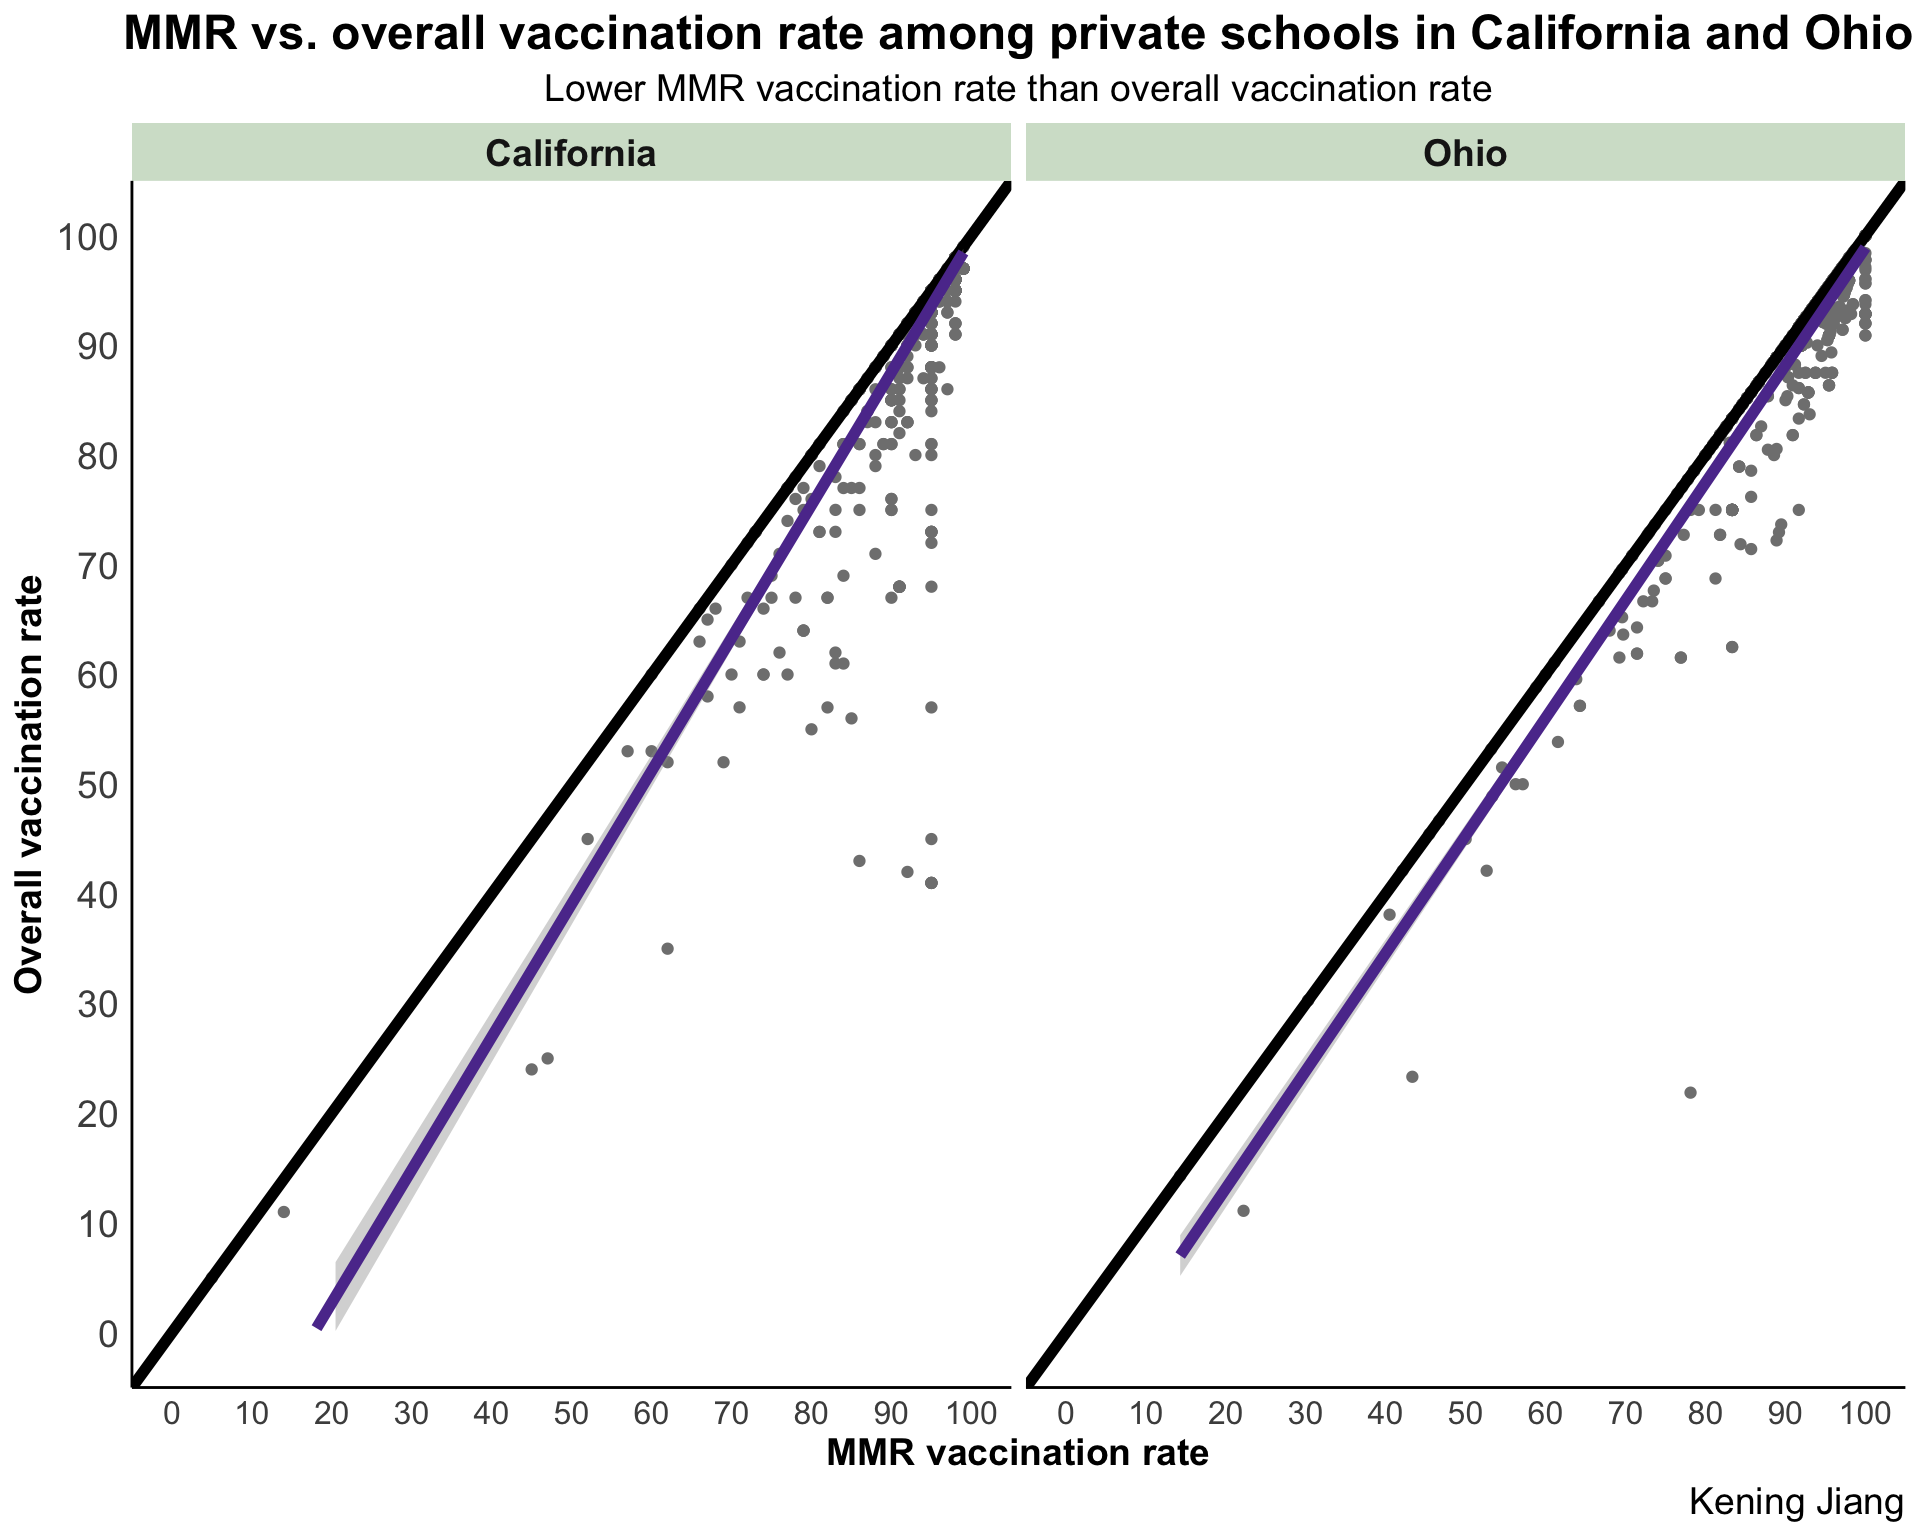 MMR vs. overall vaccination rate among private schools in California and Ohio
Lower MMR vaccination rate than overall vaccination rate
California
Ohio
100
90
80
70
60
50
40
30
20
10
0
Overall vaccination rate
0 10 20 30 40 50 60 70 80 90 100
0 10 20 30 40 50 60 70 80 90 100
MMR vaccination rate
Kening Jiang